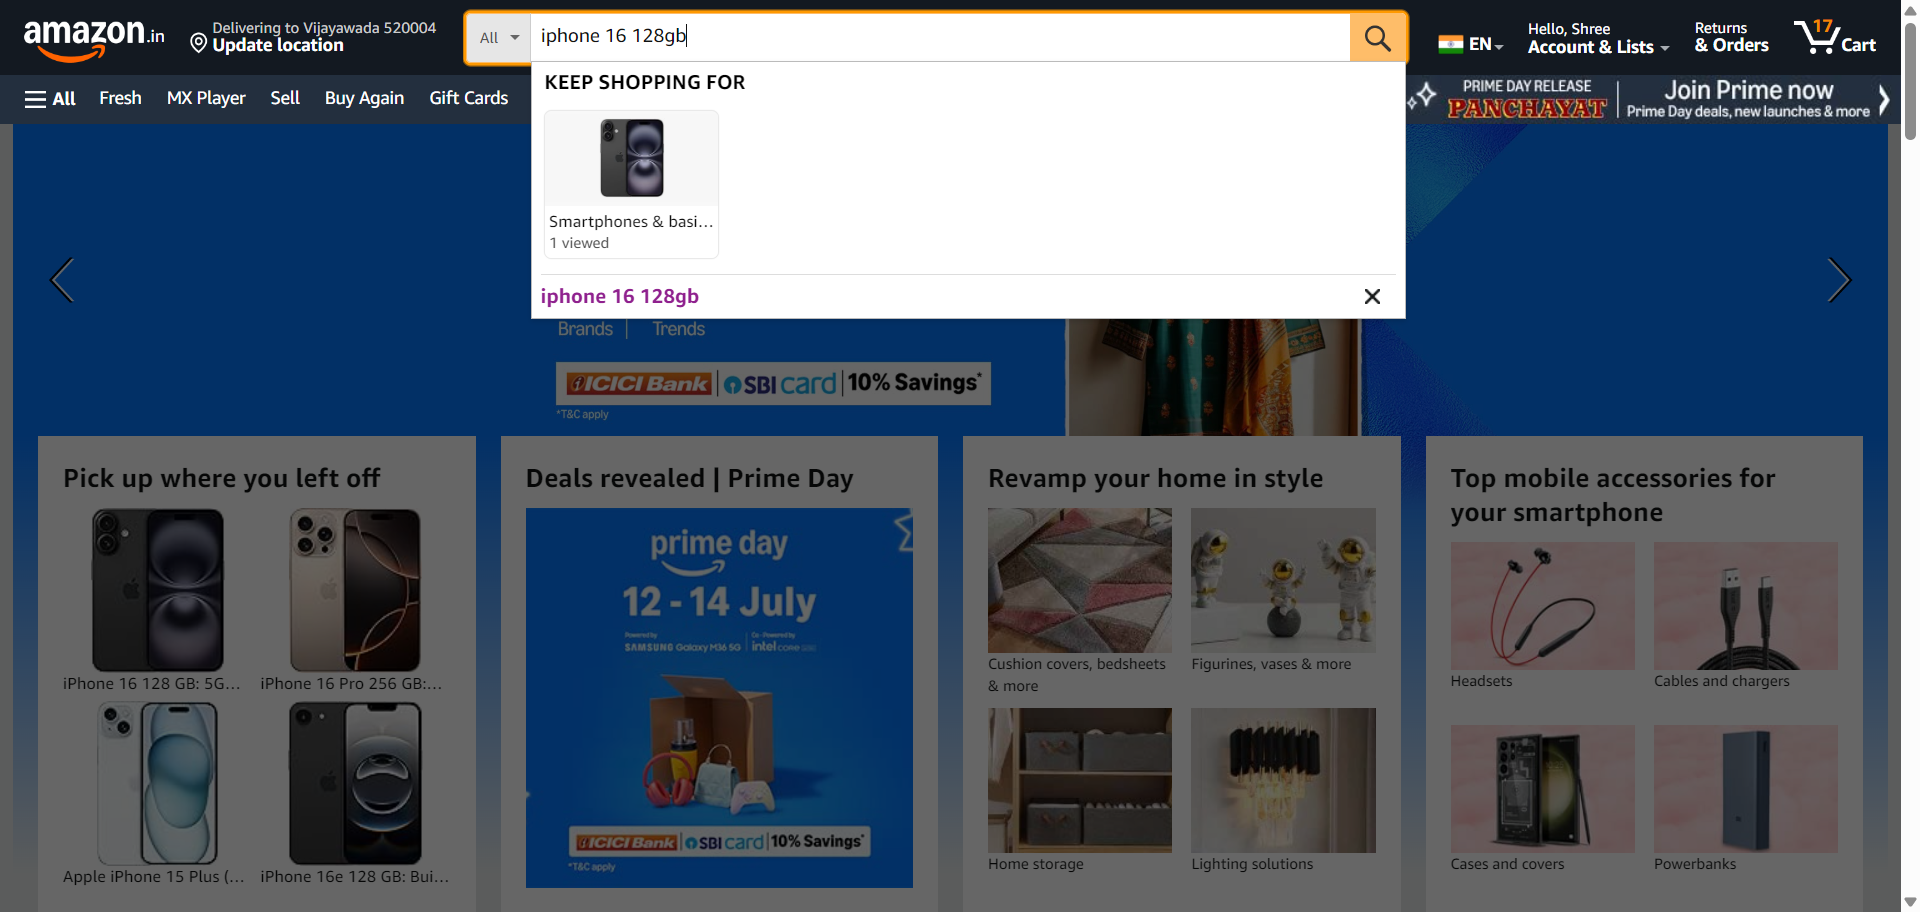 amazon.in
Delivering to Vijayawada 520004
Update location
All
iphone 16 128gb
EN
Hello, Shree
Account & Lists
Returns
& Orders
17
Cart
All
Fresh
MX Player
Sell
Buy Again
Gift Cards
PRIME DAY RELEASE
PANCHAYAT
Join Prime now
Prime Day deals, new launches & more
KEEP SHOPPING FOR
Smartphones & basi...
1 viewed
iphone 16 128gb
Brands | Trends
ICICI Bank | SBI card | 10% Savings*
*T&C apply
Pick up where you left off
iPhone 16 128 GB: 5G...
iPhone 16 Pro 256 GB:...
Apple iPhone 15 Plus (...
iPhone 16e 128 GB: Bui...
Deals revealed | Prime Day
prime day
12 - 14 July
Powered by
SAMSUNG Galaxy M36 5G
Co-Powered by
intel core
ICICI Bank | SBI card | 10% Savings*
*T&C apply
Revamp your home in style
Cushion covers, bedsheets
& more
Figurines, vases & more
Home storage
Lighting solutions
Top mobile accessories for
your smartphone
Headsets
Cables and chargers
Cases and covers
Powerbanks